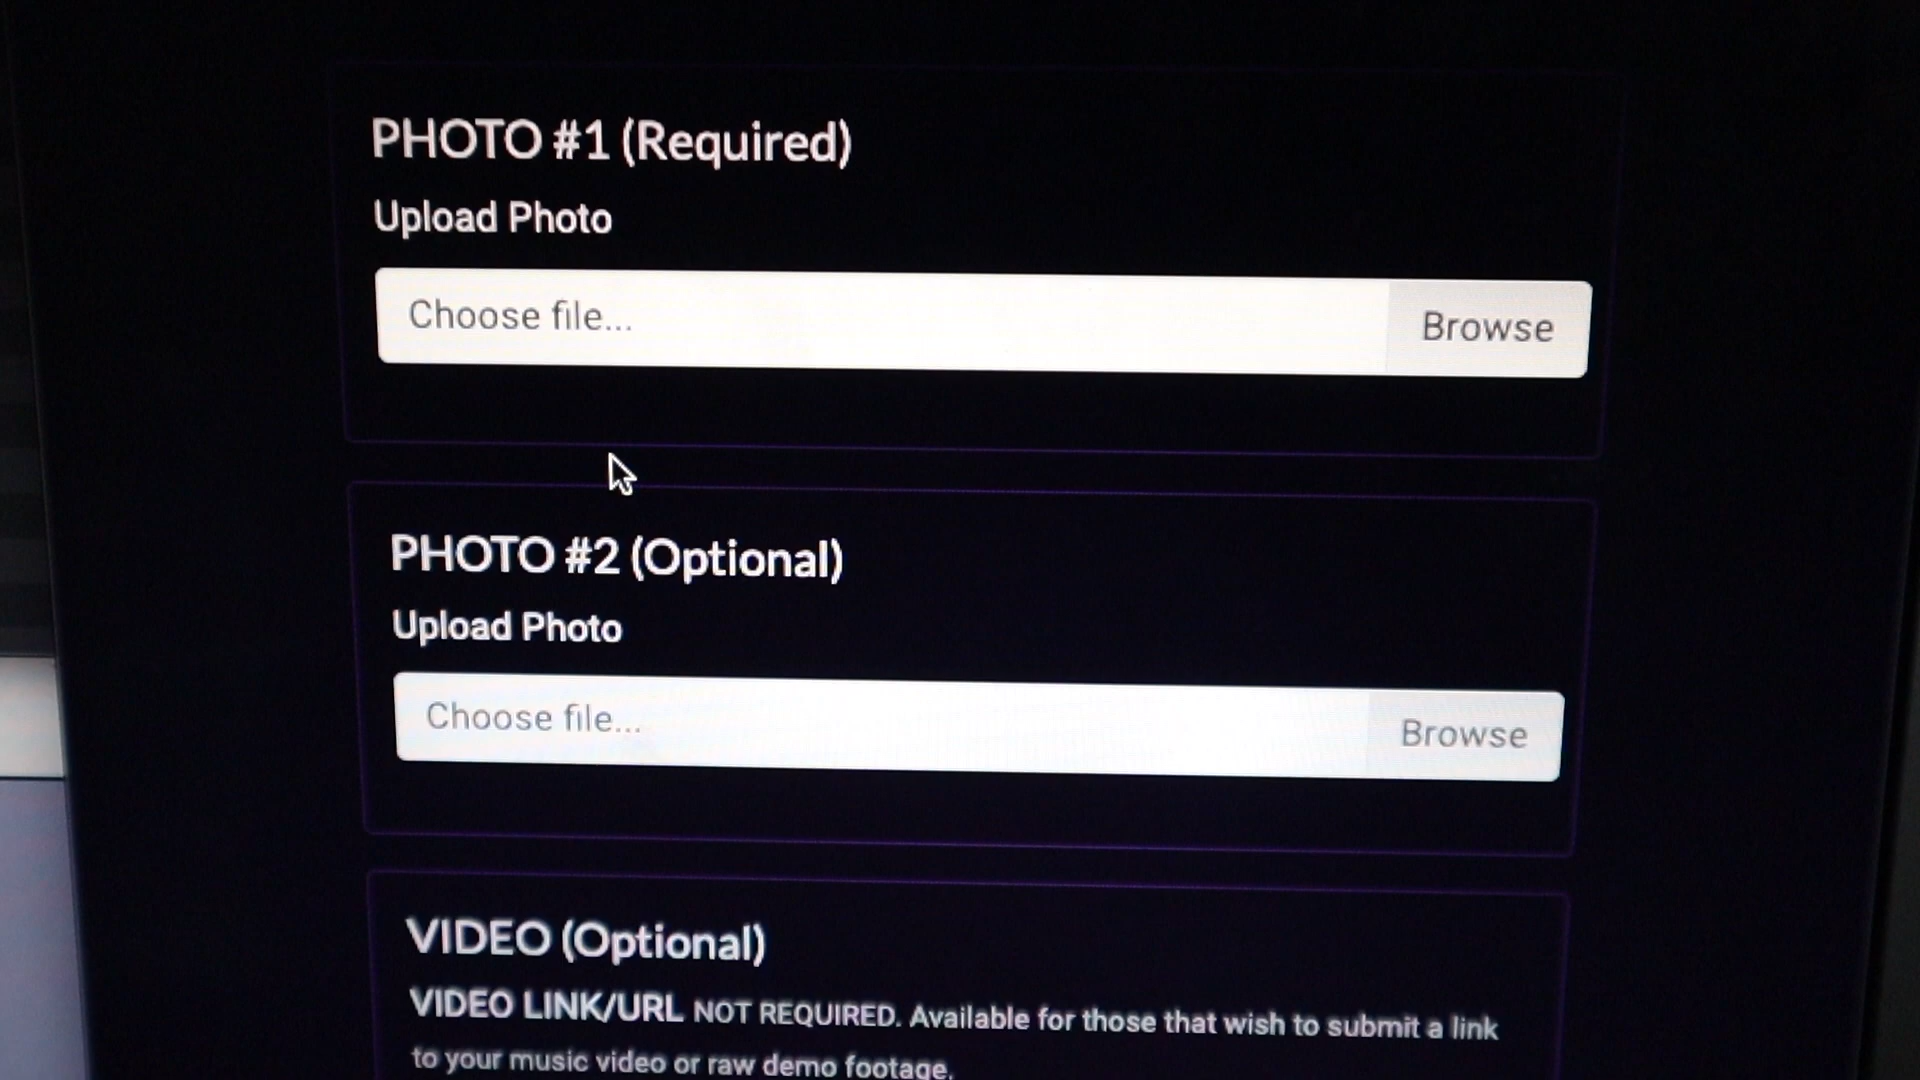 PHOTO #1 (Required)
Upload Photo
Choose file...
Browse
PHOTO #2 (Optional)
Upload Photo
Choose file...
Browse
VIDEO (Optional)
VIDEO LINK/URL NOT REQUIRED. Available for those that wish to submit a link
to your music video or raw demo footage.